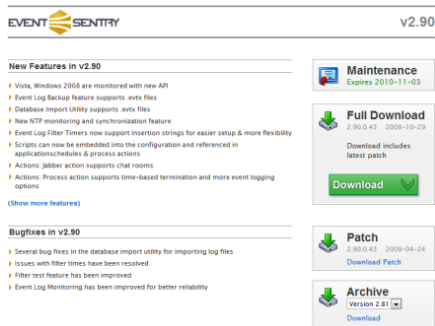 EVENT SENTRY
v2.90
New Features in v2.90
Vista, Windows 2008 are monitored with new API
Event Log Backup feature supports .evtx files
Database Import Utility supports .evtx files
New NTP monitoring and synchronization feature
Event Log Filter Timers now support insertion strings for easier setup & more flexibility
Scripts can now be embedded into the configuration and referenced in
applicationschedules & process actions
Actions: Jabber action supports chat rooms
Actions: Process action supports time-based termination and more event logging
options
(Show more features)
Bugfixes in v2.90
Several bug fixes in the database import utility for importing log files
Issues with filter times have been resolved
Filter test feature has been improved
Event Log Monitoring has been improved for better reliability
Maintenance
Expires 2010-11-03
Full Download
2.90.0.43 2008-10-29
Download includes
latest patch
Download
Patch
2.90.0.43 2009-04-24
Download Patch
Archive
Version 2.81
Download